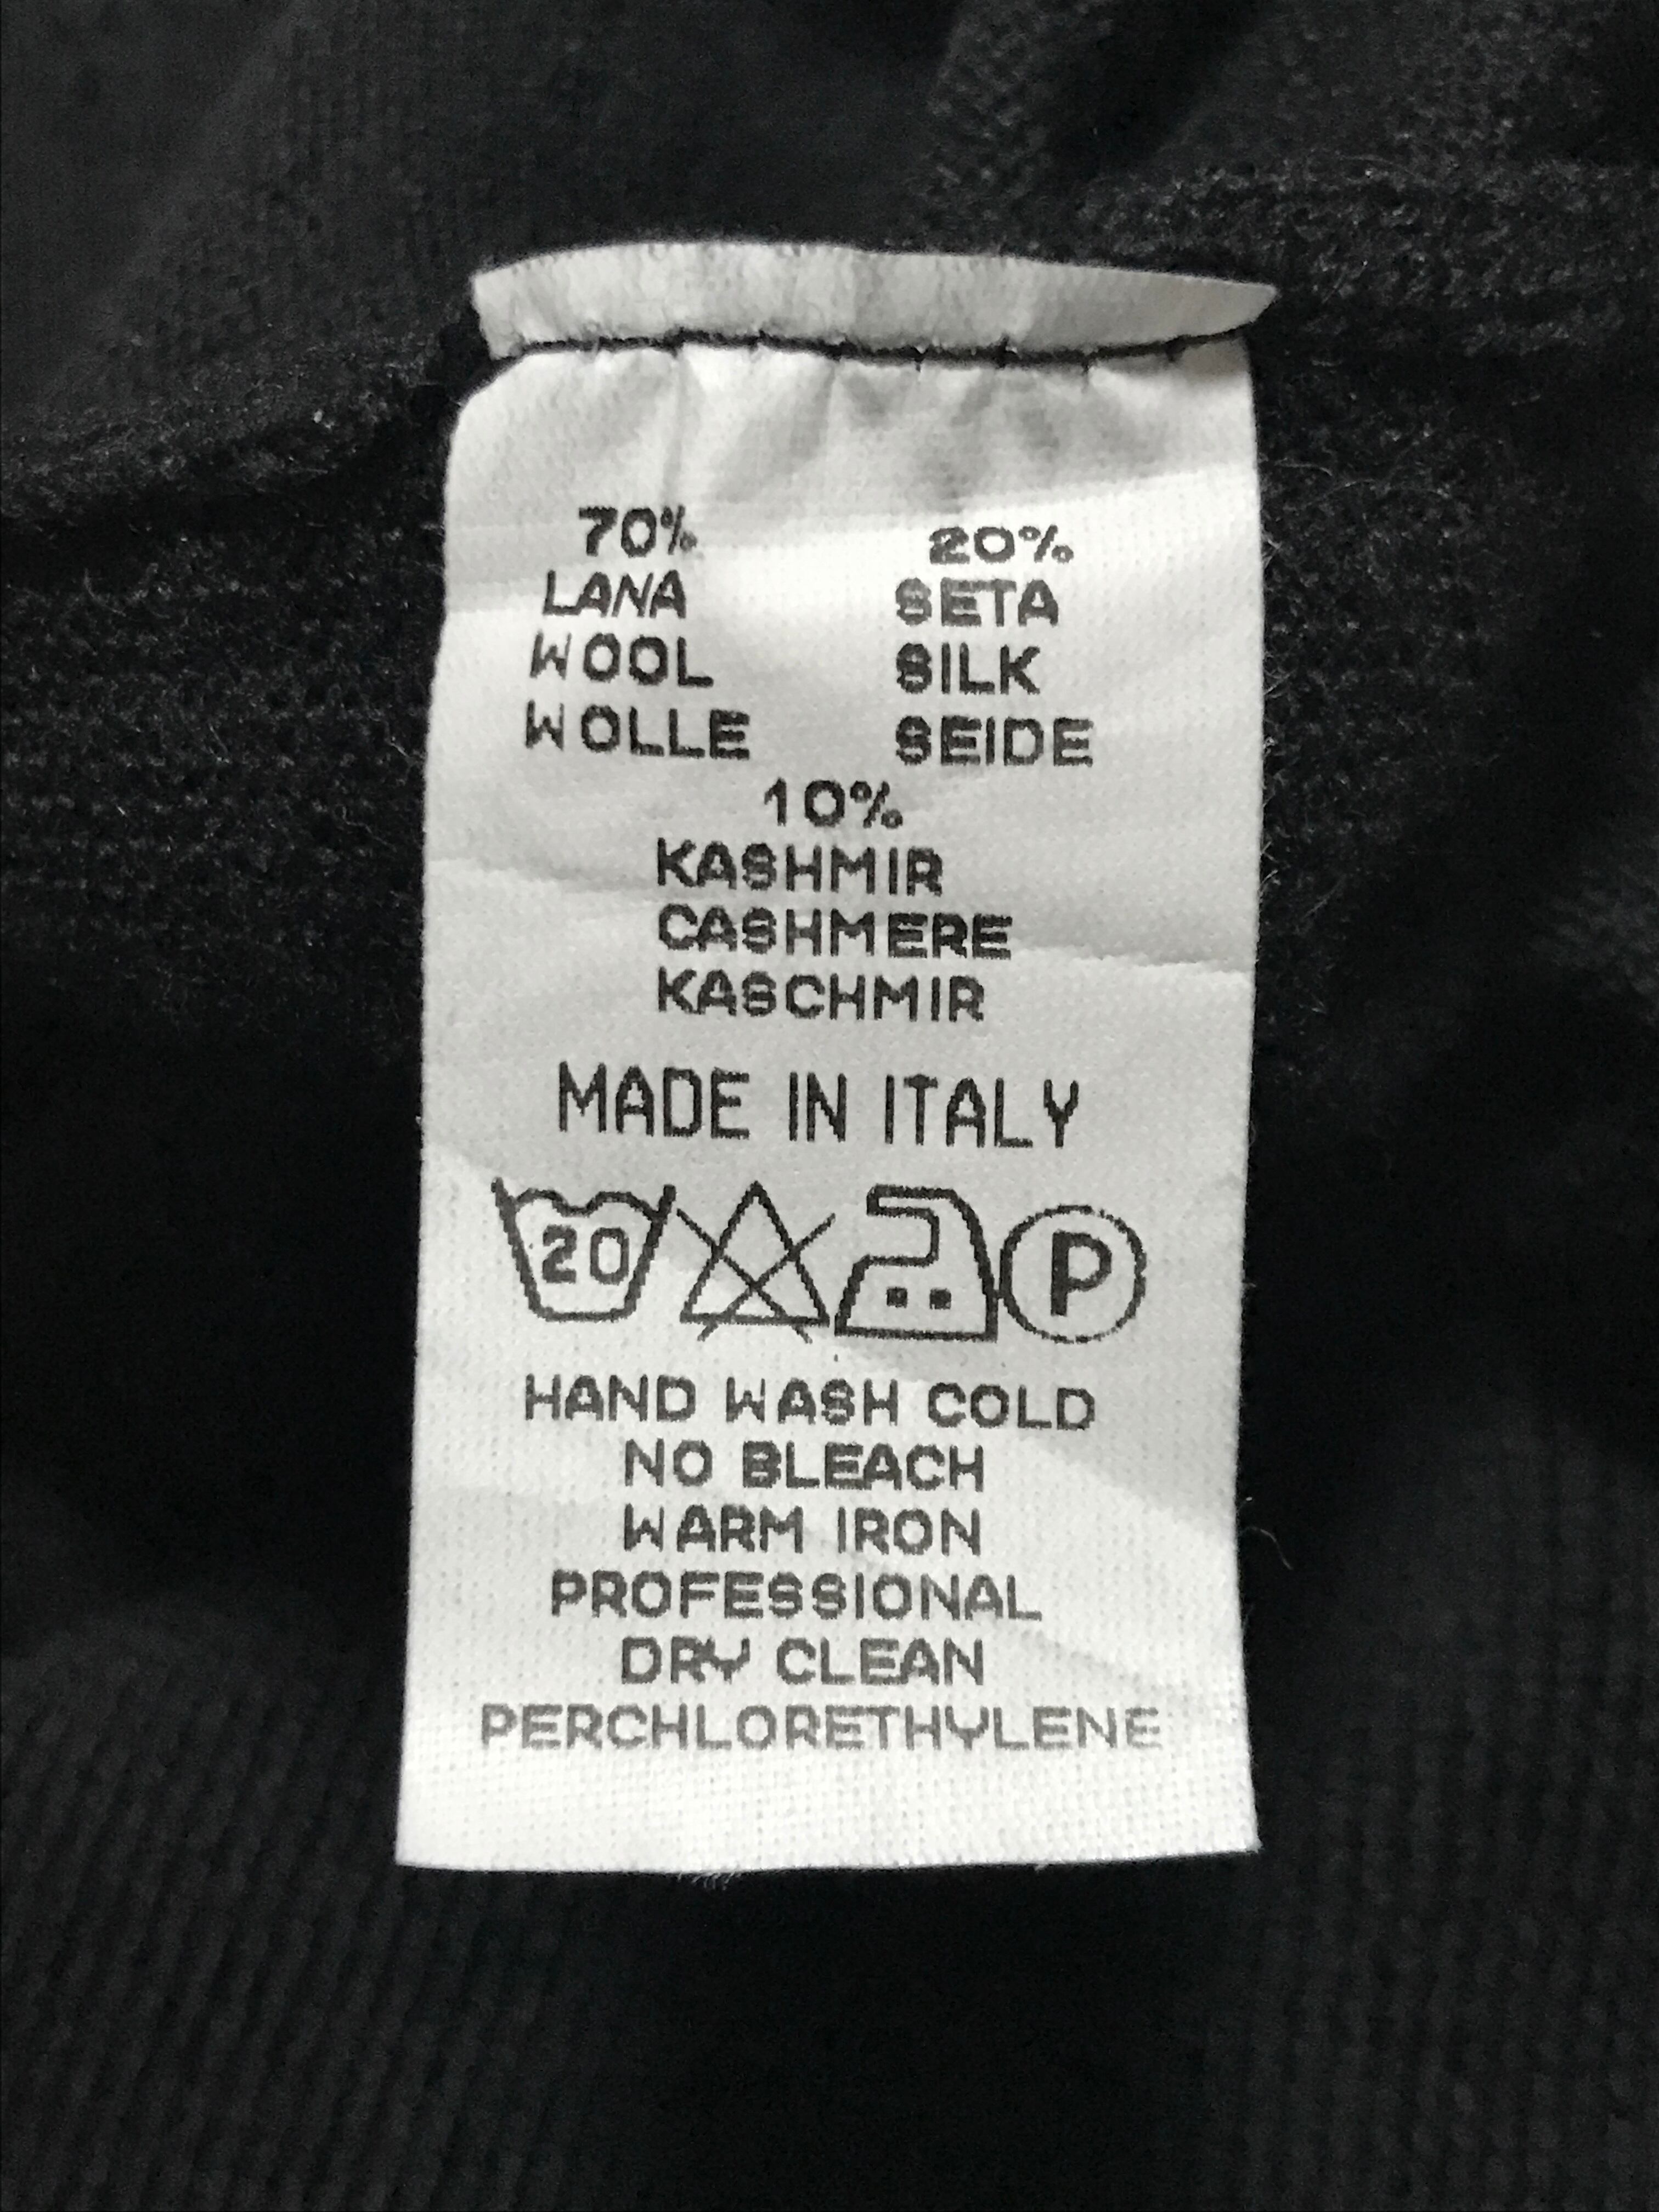 70% 20%
LANA SETA
WOOL SILK
WOLLE SEIDE
10%
KASHMIR
CASHMERE
KASCHMIR
MADE IN ITALY
20 P
HAND WASH COLD
NO BLEACH
WARM IRON
PROFESSIONAL
DRY CLEAN
PERCHLORETHYLENE